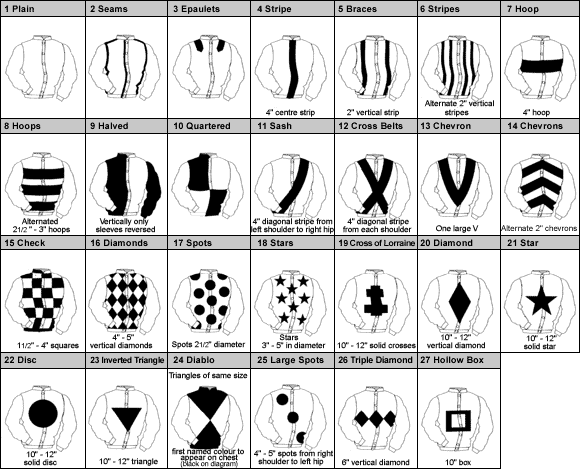 1 Plain
2 Seams
3 Epaulets
4 Stripe
5 Braces
6 Stripes
7 Hoop
4" centre strip
2" vertical strip
Alternate 2" vertical
stripes
4" hoop
8 Hoops
9 Halved
10 Quartered
11 Sash
12 Cross Belts
13 Chevron
14 Chevrons
Alternated
21/2 " - 3" hoops
Vertically only
sleeves reversed
4" diagonal stripe from
left shoulder to right hip
4" diagonal stripe
from each shoulder
One large V
Alternate 2" chevrons
15 Check
16 Diamonds
17 Spots
18 Stars
19 Cross of Lorraine
20 Diamond
21 Star
11/2" - 4" squares
4" - 5"
vertical diamonds
Spots 21/2" diameter
Stars
3" - 5" in diameter
10" - 12" solid crosses
10" - 12"
vertical diamond
10" - 12"
solid star
22 Disc
23 Inverted Triangle
24 Diablo
25 Large Spots
26 Triple Diamond
27 Hollow Box
10" - 12"
solid disc
10" - 12" triangle
Triangles of same size
first named colour to
appear on chest
(black on diagram)
4" - 5" spots from right
shoulder to left hip
6" vertical diamond
10" box